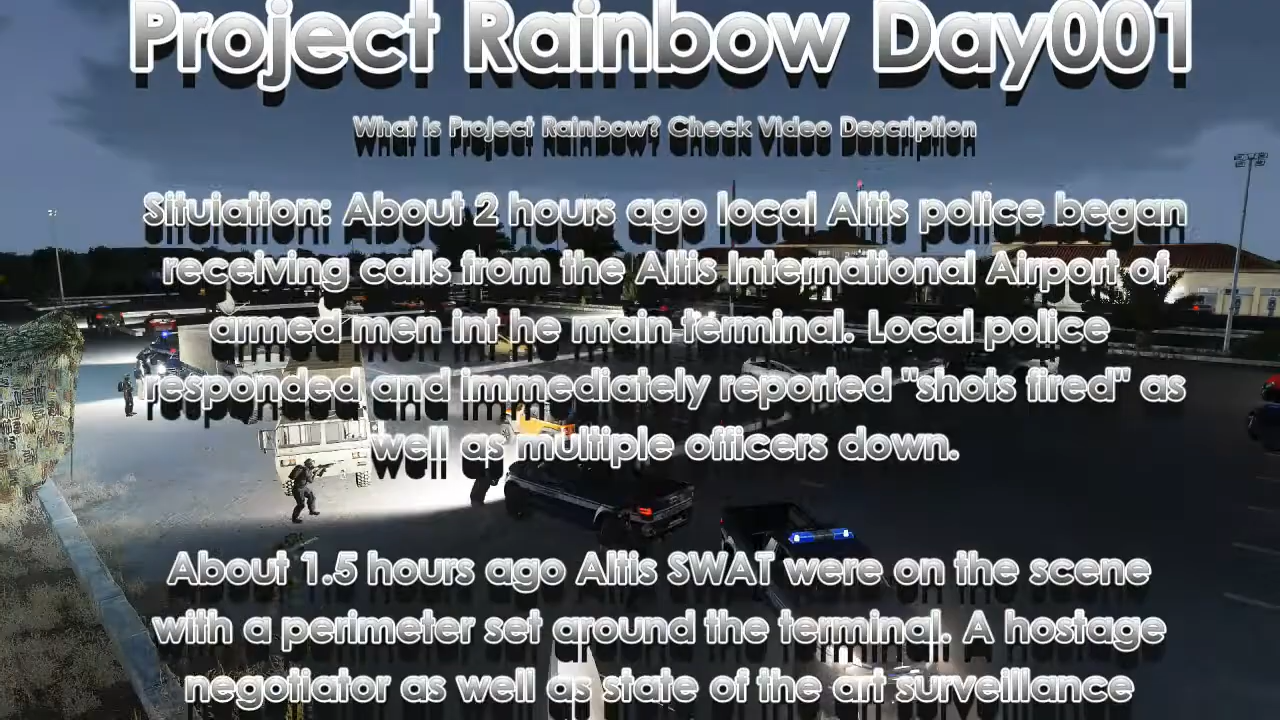 Project Rainbow Day001
What is Project Rainbow? Check Video Description
Situiation: About 2 hours ago local Altis police began
receiving calls from the Altis International Airport of
armed men int he main terminal. Local police
responded and immediately reported "shots fired" as
well as multiple officers down.
About 1.5 hours ago Altis SWAT were on the scene
with a perimeter set around the terminal. A hostage
negotiator as well as state of the art surveillance